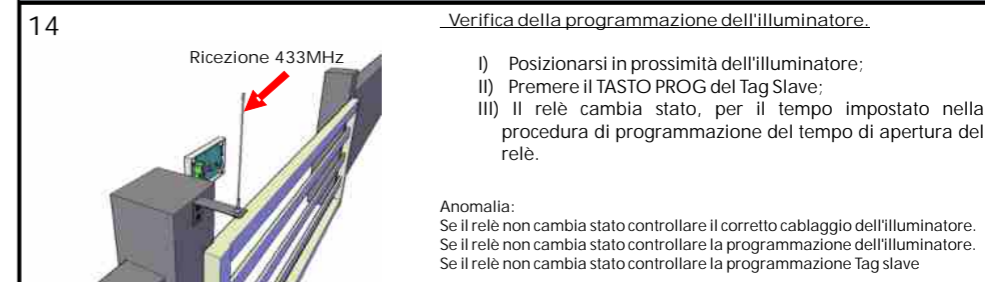 14
Ricezione 433MHz
Verifica della programmazione dell'illuminatore.
I) Posizionarsi in prossimità dell'illuminatore;
II) Premere il TASTO PROG del Tag Slave;
III) Il relè cambia stato, per il tempo impostato nella
procedura di programmazione del tempo di apertura del
relè.
Anomalia:
Se il relè non cambia stato controllare il corretto cablaggio dell'illuminatore.
Se il relè non cambia stato controllare la programmazione dell'illuminatore.
Se il relè non cambia stato controllare la programmazione Tag slave